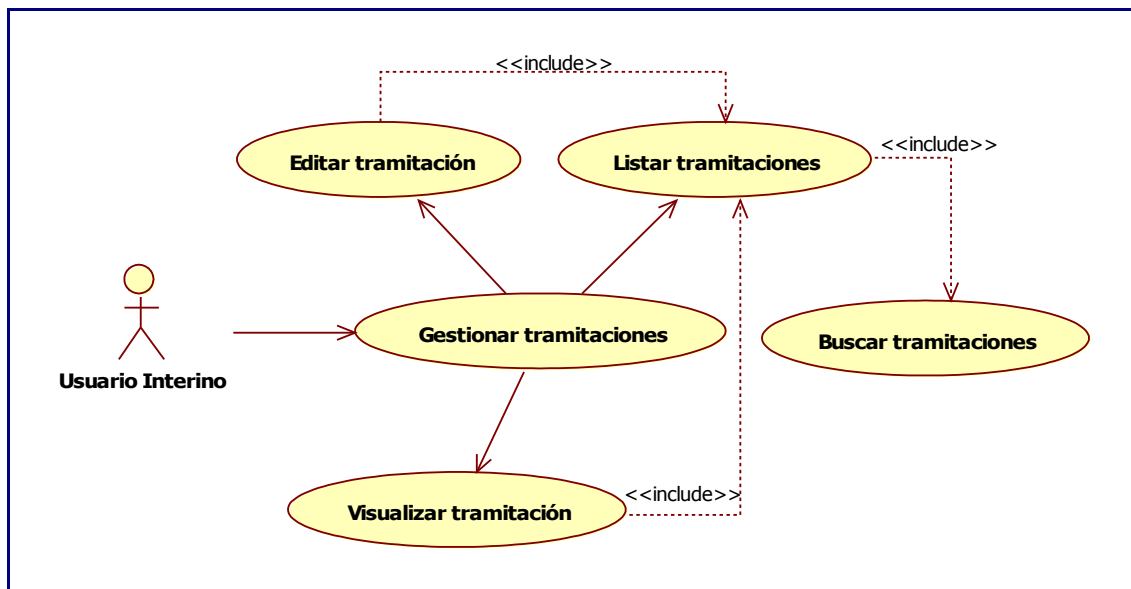 <<include>>
Editar tramitación
Listar tramitaciones
<<include>>
Gestionar tramitaciones
Buscar tramitaciones
Usuario Interino
Visualizar tramitación
<<include>>